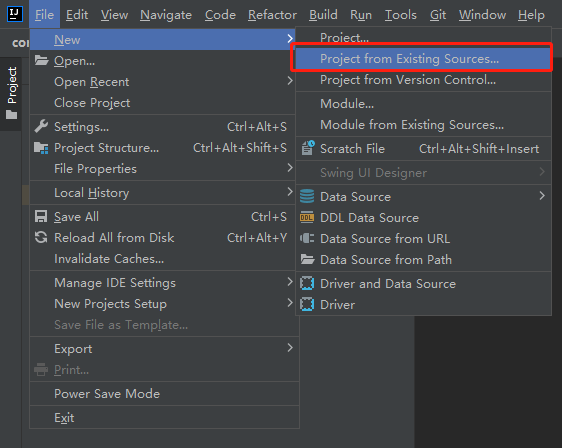 IJ File Edit View Navigate Code Refactor Build Run Tools Git Window Help
Project
New
Open...
Open Recent
Close Project
Settings... Ctrl+Alt+S
Project Structure... Ctrl+Alt+Shift+S
File Properties
Local History
Save All Ctrl+S
Reload All from Disk Ctrl+Alt+Y
Invalidate Caches...
Manage IDE Settings
New Projects Setup
Save File as Template...
Export
Print...
Power Save Mode
Exit
Project...
Project from Existing Sources...
Project from Version Control...
Module...
Module from Existing Sources...
Scratch File Ctrl+Alt+Shift+Insert
Swing UI Designer
Data Source
DDL DDL Data Source
Data Source from URL
Data Source from Path
Driver and Data Source
Driver